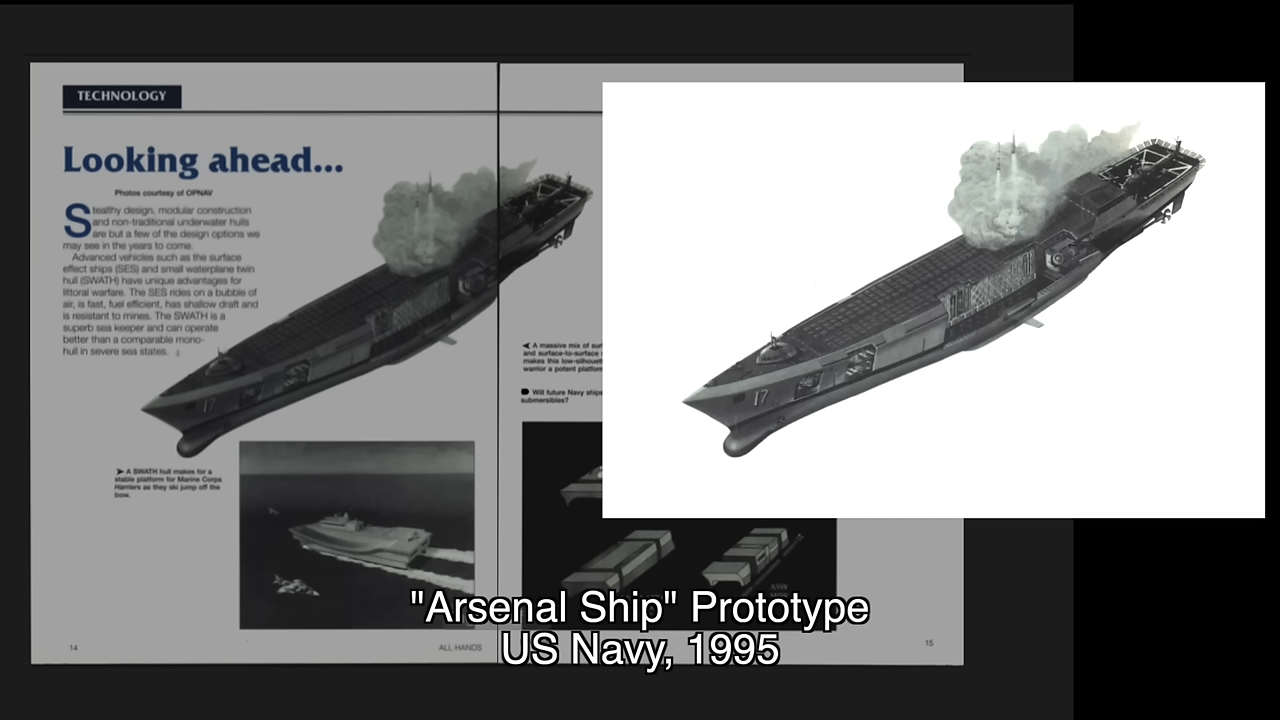 TECHNOLOGY
Looking ahead...
Photos courtesy of OPNAV
Stealthy design, modular construction
and non-traditional underwater hulls
are but a few of the design options we
may see in the years to come.
Advanced vehicles such as the surface
effect ships (SES) and small waterplane twin
hull (SWATH) have unique advantages for
littoral warfare. The SES rides on a bubble of
air, is fast, fuel efficient, has shallow draft and
is resistant to mines. The SWATH is a
superb sea keeper and can operate
better than a comparable mono-
hull in severe sea states.
17
➤ A SWATH hull makes for a
stable platform for Marine Corps
Harriers as they ski jump off the
bow.
14
ALL HANDS
A massive mix of
and surface-to-surface
makes this low-
warrior a potent
Will future Navy ships
submersibles?
ASW
15
17
"Arsenal Ship" Prototype
US Navy, 1995